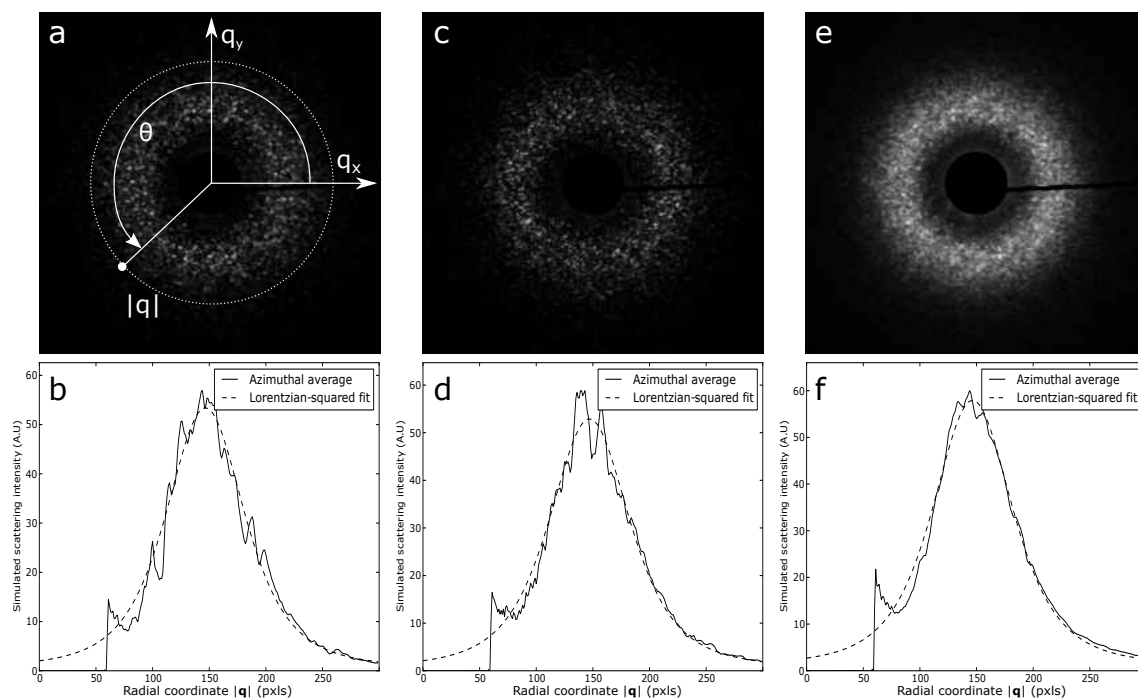 a
q_y
θ
q_x
|q|
c
e
b
Azimuthal average
Lorentzian-squared fit
Simulated scattering intensity (A.U)
60
50
40
30
20
10
0
0 50 100 150 200 250
Radial coordinate |q| (pxls)
d
Azimuthal average
Lorentzian-squared fit
Simulated scattering intensity (A.U)
60
50
40
30
20
10
0
0 50 100 150 200 250
Radial coordinate |q| (pxls)
f
Azimuthal average
Lorentzian-squared fit
Simulated scattering intensity (A.U)
60
50
40
30
20
10
0
0 50 100 150 200 250
Radial coordinate |q| (pxls)